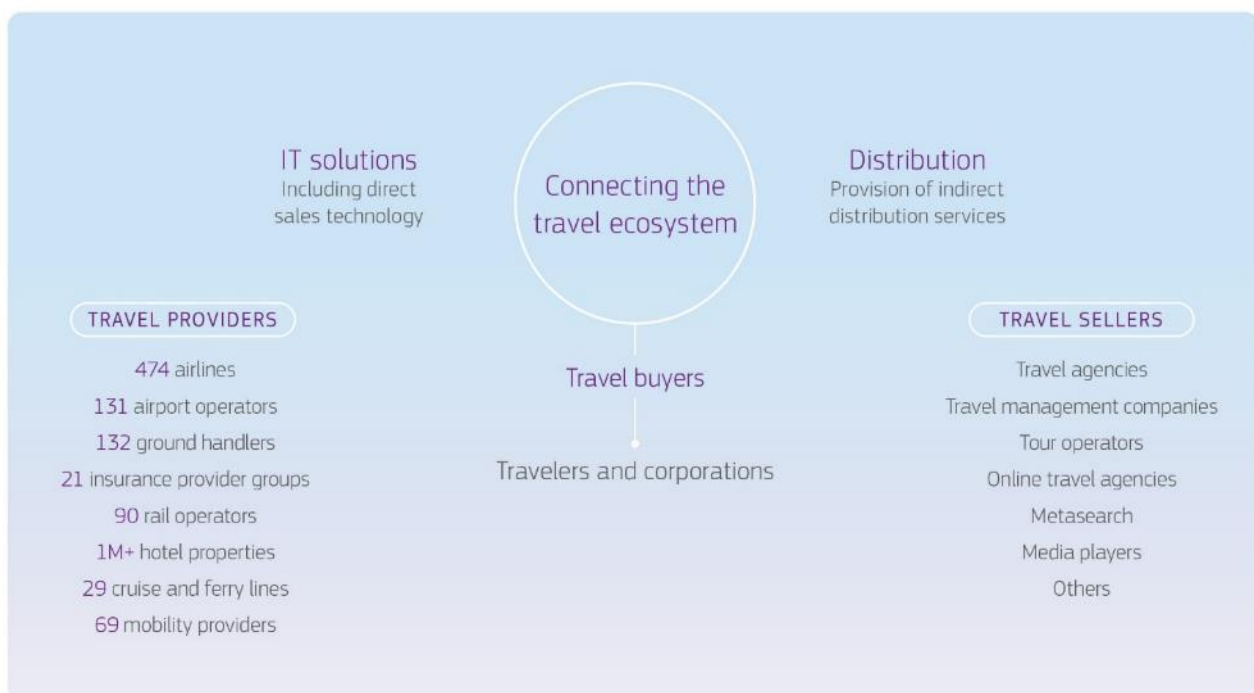 IT solutions
Including direct
sales technology
Connecting the
travel ecosystem
Distribution
Provision of indirect
distribution services
TRAVEL PROVIDERS
474 airlines
131 airport operators
132 ground handlers
21 insurance provider groups
90 rail operators
1M+ hotel properties
29 cruise and ferry lines
69 mobility providers
Travel buyers
Travelers and corporations
TRAVEL SELLERS
Travel agencies
Travel management companies
Tour operators
Online travel agencies
Metasearch
Media players
Others